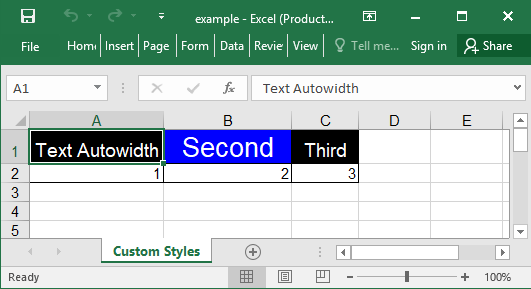 example - Excel (Product...
File Home Insert Page Form Data Revie View Tell me... Sign in Share
A1 fx Text Autowidth
A B C D E
1 Text Autowidth Second Third
2 1 2 3
3
4
5
Custom Styles
Ready 100%